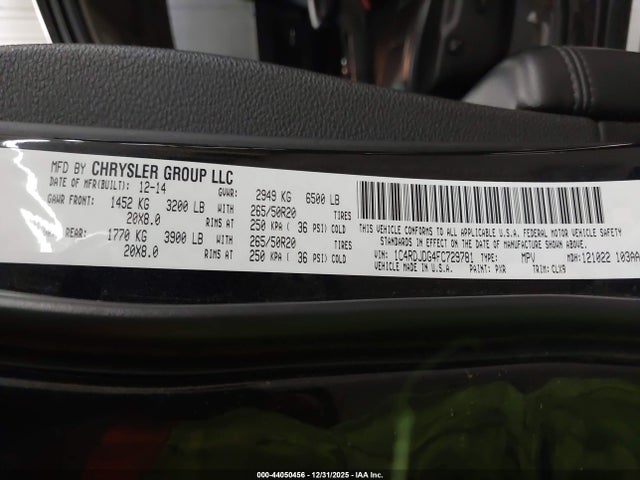 MFD BY CHRYSLER GROUP LLC
DATE OF MFR(BUILT): 12-14 GVWR: 2949 KG 6500 LB
GAWR FRONT: 1452 KG 3200 LB WITH 265/50R20 TIRES
20X8.0 RIMS AT 250 KPA ( 36 PSI) COLD
REAR: 1770 KG 3900 LB WITH 265/50R20 TIRES
20X8.0 RIMS AT 250 KPA ( 36 PSI) COLD
THIS VEHICLE CONFORMS TO ALL APPLICABLE U.S.A. FEDERAL MOTOR VEHICLE SAFETY
STANDARDS IN EFFECT ON THE DATE OF MFR. SHOWN ABOVE.
VIN: 1C4RDJDG4FC729781 TYPE: MPV MDH:121022 103AA
VEHICLE MADE IN U.S.A. PAINT: PXR TRIM: CLX9
000-44050456 - 12/31/2025 - IAA Inc.